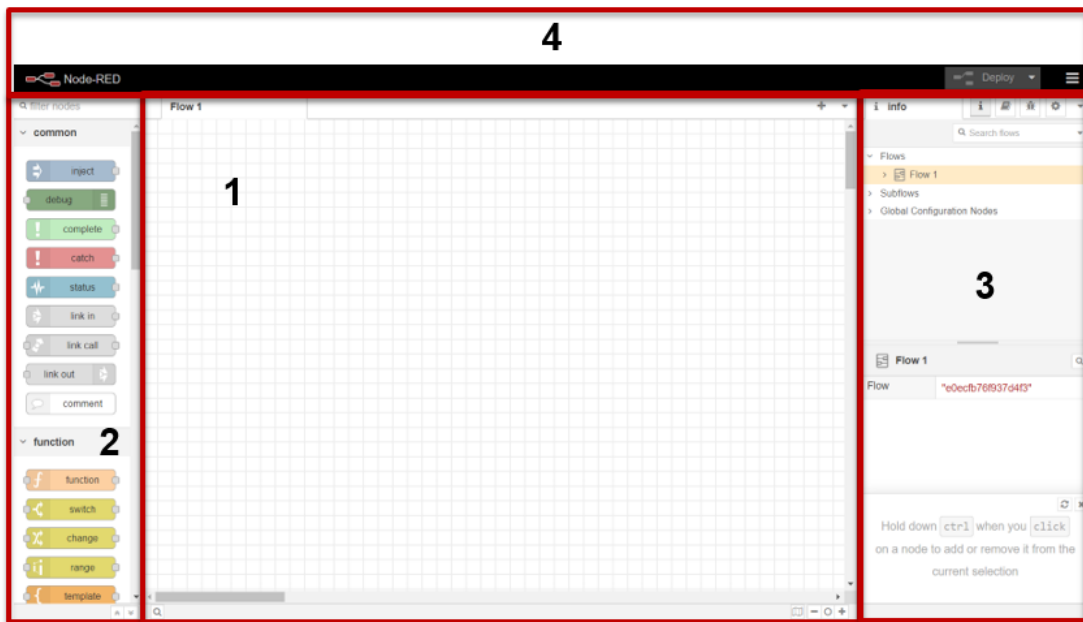 4
Node-RED
Deploy
filter nodes
common
inject
debug
complete
catch
status
link in
link call
link out
comment
function
2
function
switch
change
range
template
Flow 1
1
i info
i
Search flows
Flows
Flow 1
Subflows
Global Configuration Nodes
3
Flow 1
Flow "e0ecfb76f937d4f3"
Hold down ctrl when you click
on a node to add or remove it from the
current selection